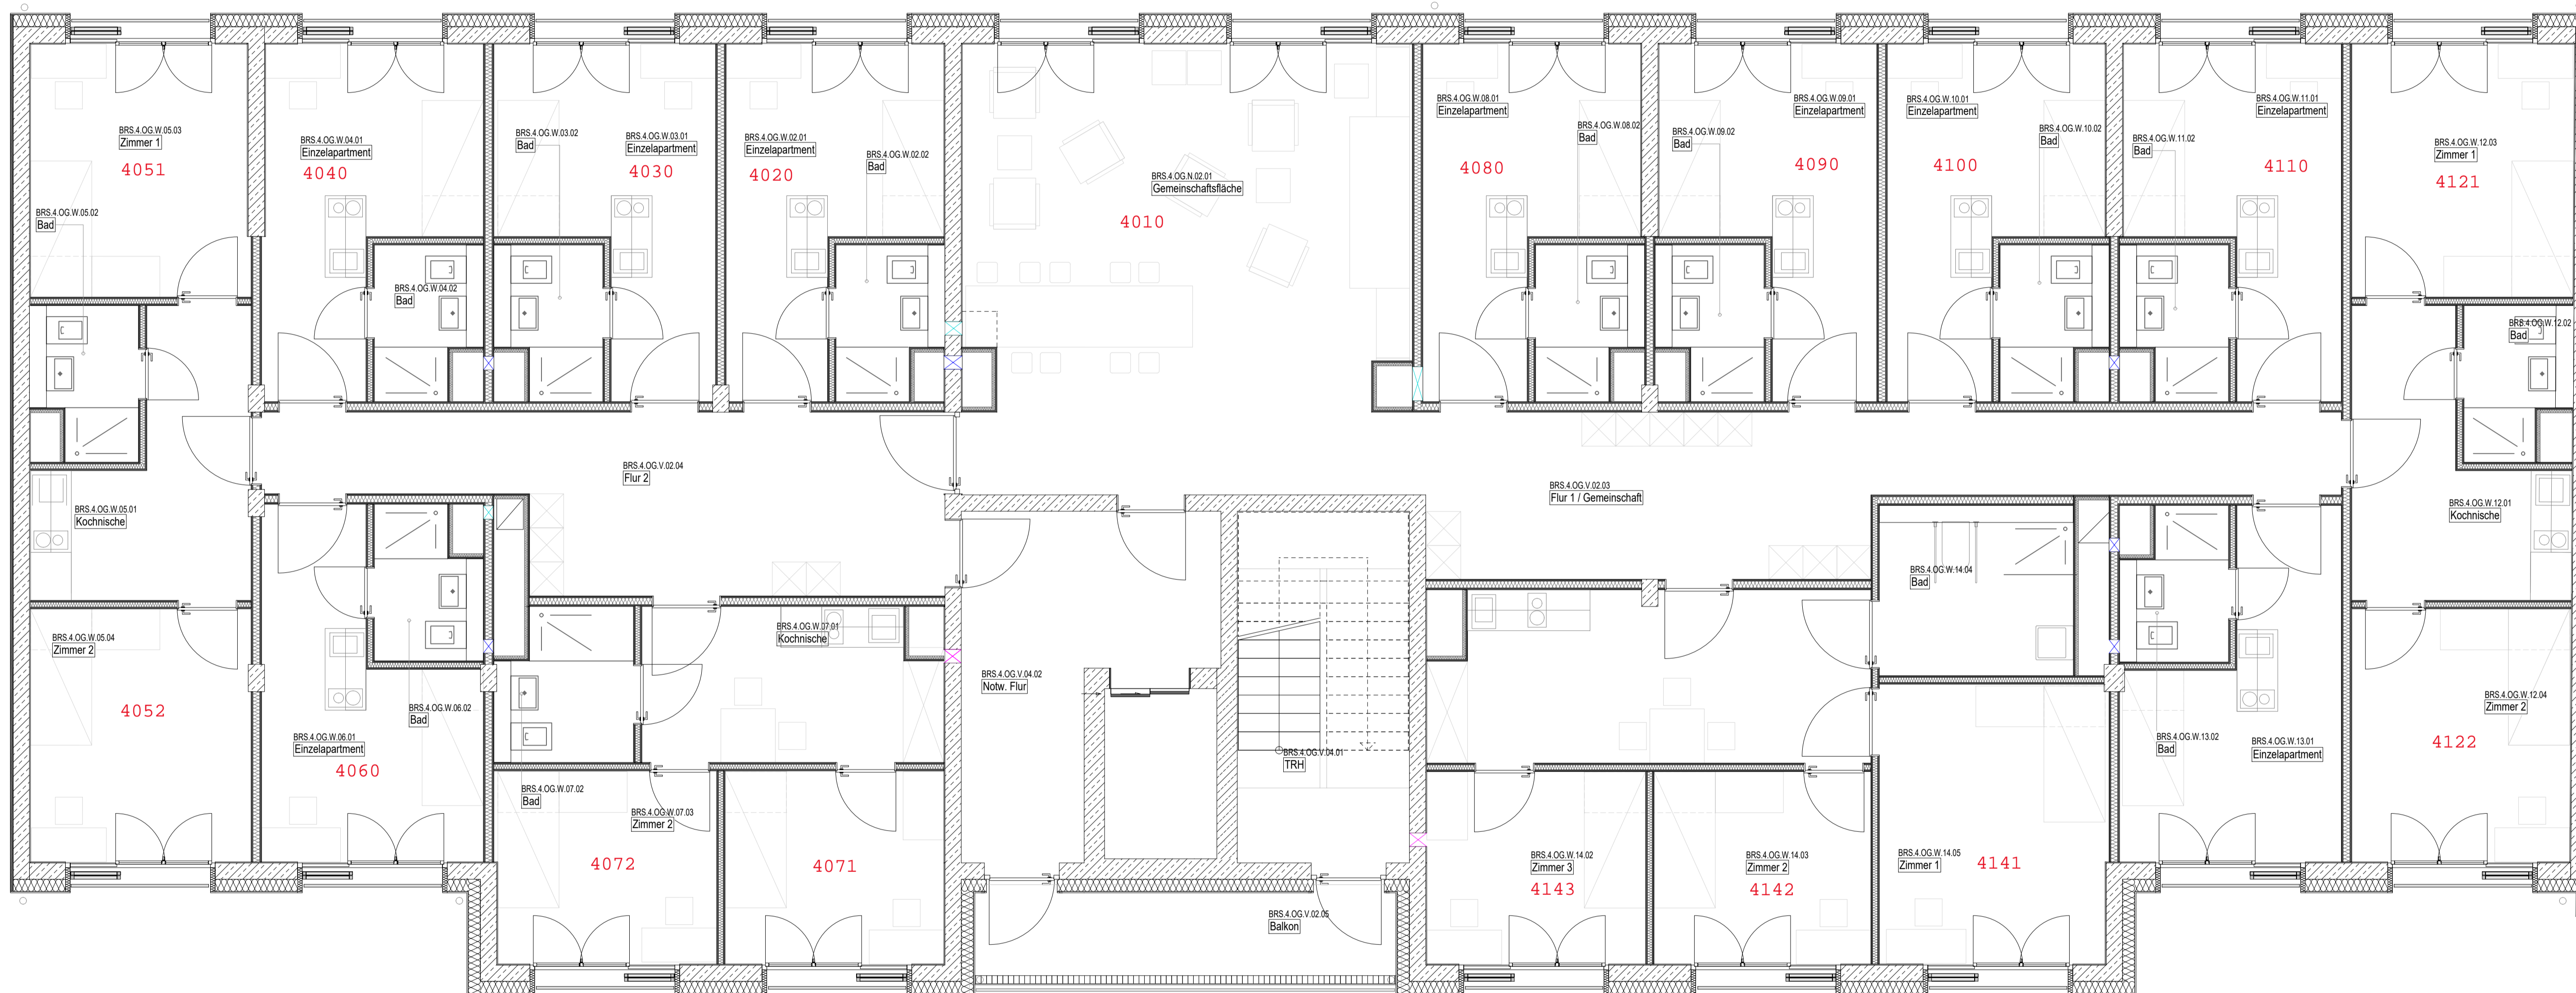 BRS.4.OG.W.05.03
Zimmer 1
4051
BRS.4.OG.W.05.02
Bad
BRS.4.OG.W.04.01
Einzelapartment
4040
BRS.4.OG.W.04.02
Bad
BRS.4.OG.W.03.02
Bad
BRS.4.OG.W.03.01
Einzelapartment
4030
BRS.4.OG.W.02.01
Einzelapartment
4020
BRS.4.OG.W.02.02
Bad
BRS.4.OG.N.02.01
Gemeinschaftsfläche
4010
BRS.4.OG.W.08.01
Einzelapartment
4080
BRS.4.OG.W.08.02
Bad
BRS.4.OG.W.09.02
Bad
BRS.4.OG.W.09.01
Einzelapartment
4090
BRS.4.OG.W.10.01
Einzelapartment
4100
BRS.4.OG.W.10.02
Bad
BRS.4.OG.W.11.02
Bad
BRS.4.OG.W.11.01
Einzelapartment
4110
BRS.4.OG.W.12.03
Zimmer 1
4121
BRS.4.OG.W.12.02
Bad
BRS.4.OG.W.05.01
Kochnische
BRS.4.OG.V.02.04
Flur 2
BRS.4.OG.V.02.03
Flur 1 / Gemeinschaft
BRS.4.OG.W.12.01
Kochnische
BRS.4.OG.W.05.04
Zimmer 2
4052
BRS.4.OG.W.06.02
Bad
BRS.4.OG.W.06.01
Einzelapartment
4060
BRS.4.OG.W.07.01
Kochnische
BRS.4.OG.W.07.02
Bad
BRS.4.OG.W.07.03
Zimmer 2
4072
4071
BRS.4.OG.V.04.02
Notw. Flur
BRS.4.OG.V.04.01
TRH
BRS.4.OG.V.02.05
Balkon
BRS.4.OG.W.14.04
Bad
BRS.4.OG.W.14.02
Zimmer 3
4143
BRS.4.OG.W.14.03
Zimmer 2
4142
BRS.4.OG.W.14.05
Zimmer 1
4141
BRS.4.OG.W.13.02
Bad
BRS.4.OG.W.13.01
Einzelapartment
BRS.4.OG.W.12.04
Zimmer 2
4122